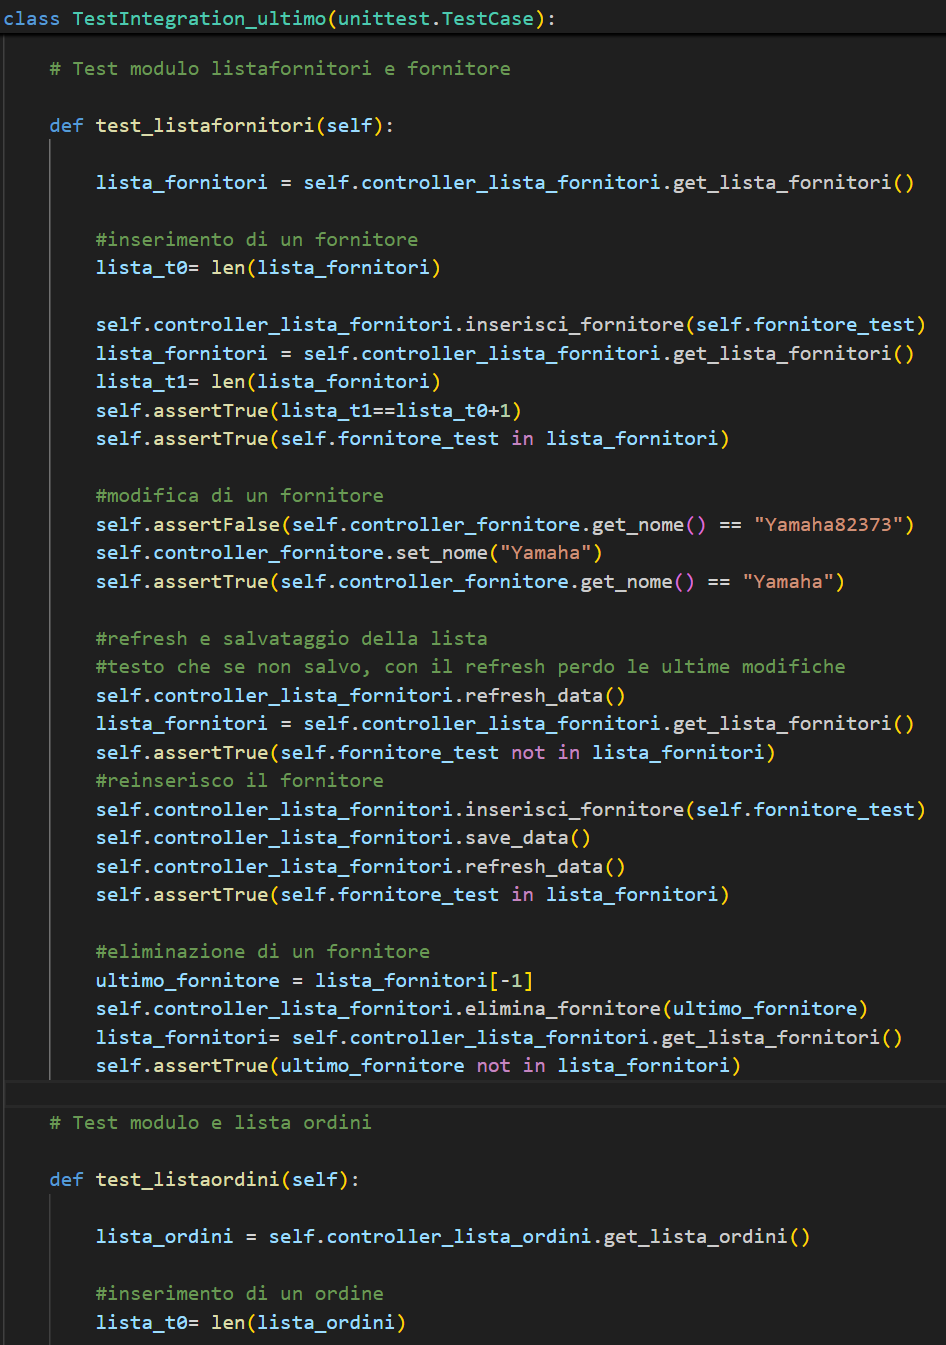 class TestIntegration_ultimo(unittest.TestCase):
# Test modulo listafornitori e fornitore
def test_listafornitori(self):
lista_fornitori = self.controller_lista_fornitori.get_lista_fornitori()
#inserimento di un fornitore
lista_t0= len(lista_fornitori)
self.controller_lista_fornitori.inserisci_fornitore(self.fornitore_test)
lista_fornitori = self.controller_lista_fornitori.get_lista_fornitori()
lista_t1= len(lista_fornitori)
self.assertTrue(lista_t1==lista_t0+1)
self.assertTrue(self.fornitore_test in lista_fornitori)
#modifica di un fornitore
self.assertFalse(self.controller_fornitore.get_nome() == "Yamaha82373")
self.controller_fornitore.set_nome("Yamaha")
self.assertTrue(self.controller_fornitore.get_nome() == "Yamaha")
#refresh e salvataggio della lista
#testo che se non salvo, con il refresh perdo le ultime modifiche
self.controller_lista_fornitori.refresh_data()
lista_fornitori = self.controller_lista_fornitori.get_lista_fornitori()
self.assertTrue(self.fornitore_test not in lista_fornitori)
#reinserisco il fornitore
self.controller_lista_fornitori.inserisci_fornitore(self.fornitore_test)
self.controller_lista_fornitori.save_data()
self.controller_lista_fornitori.refresh_data()
self.assertTrue(self.fornitore_test in lista_fornitori)
#eliminazione di un fornitore
ultimo_fornitore = lista_fornitori[-1]
self.controller_lista_fornitori.elimina_fornitore(ultimo_fornitore)
lista_fornitori= self.controller_lista_fornitori.get_lista_fornitori()
self.assertTrue(ultimo_fornitore not in lista_fornitori)
# Test modulo e lista ordini
def test_listaordini(self):
lista_ordini = self.controller_lista_ordini.get_lista_ordini()
#inserimento di un ordine
lista_t0= len(lista_ordini)